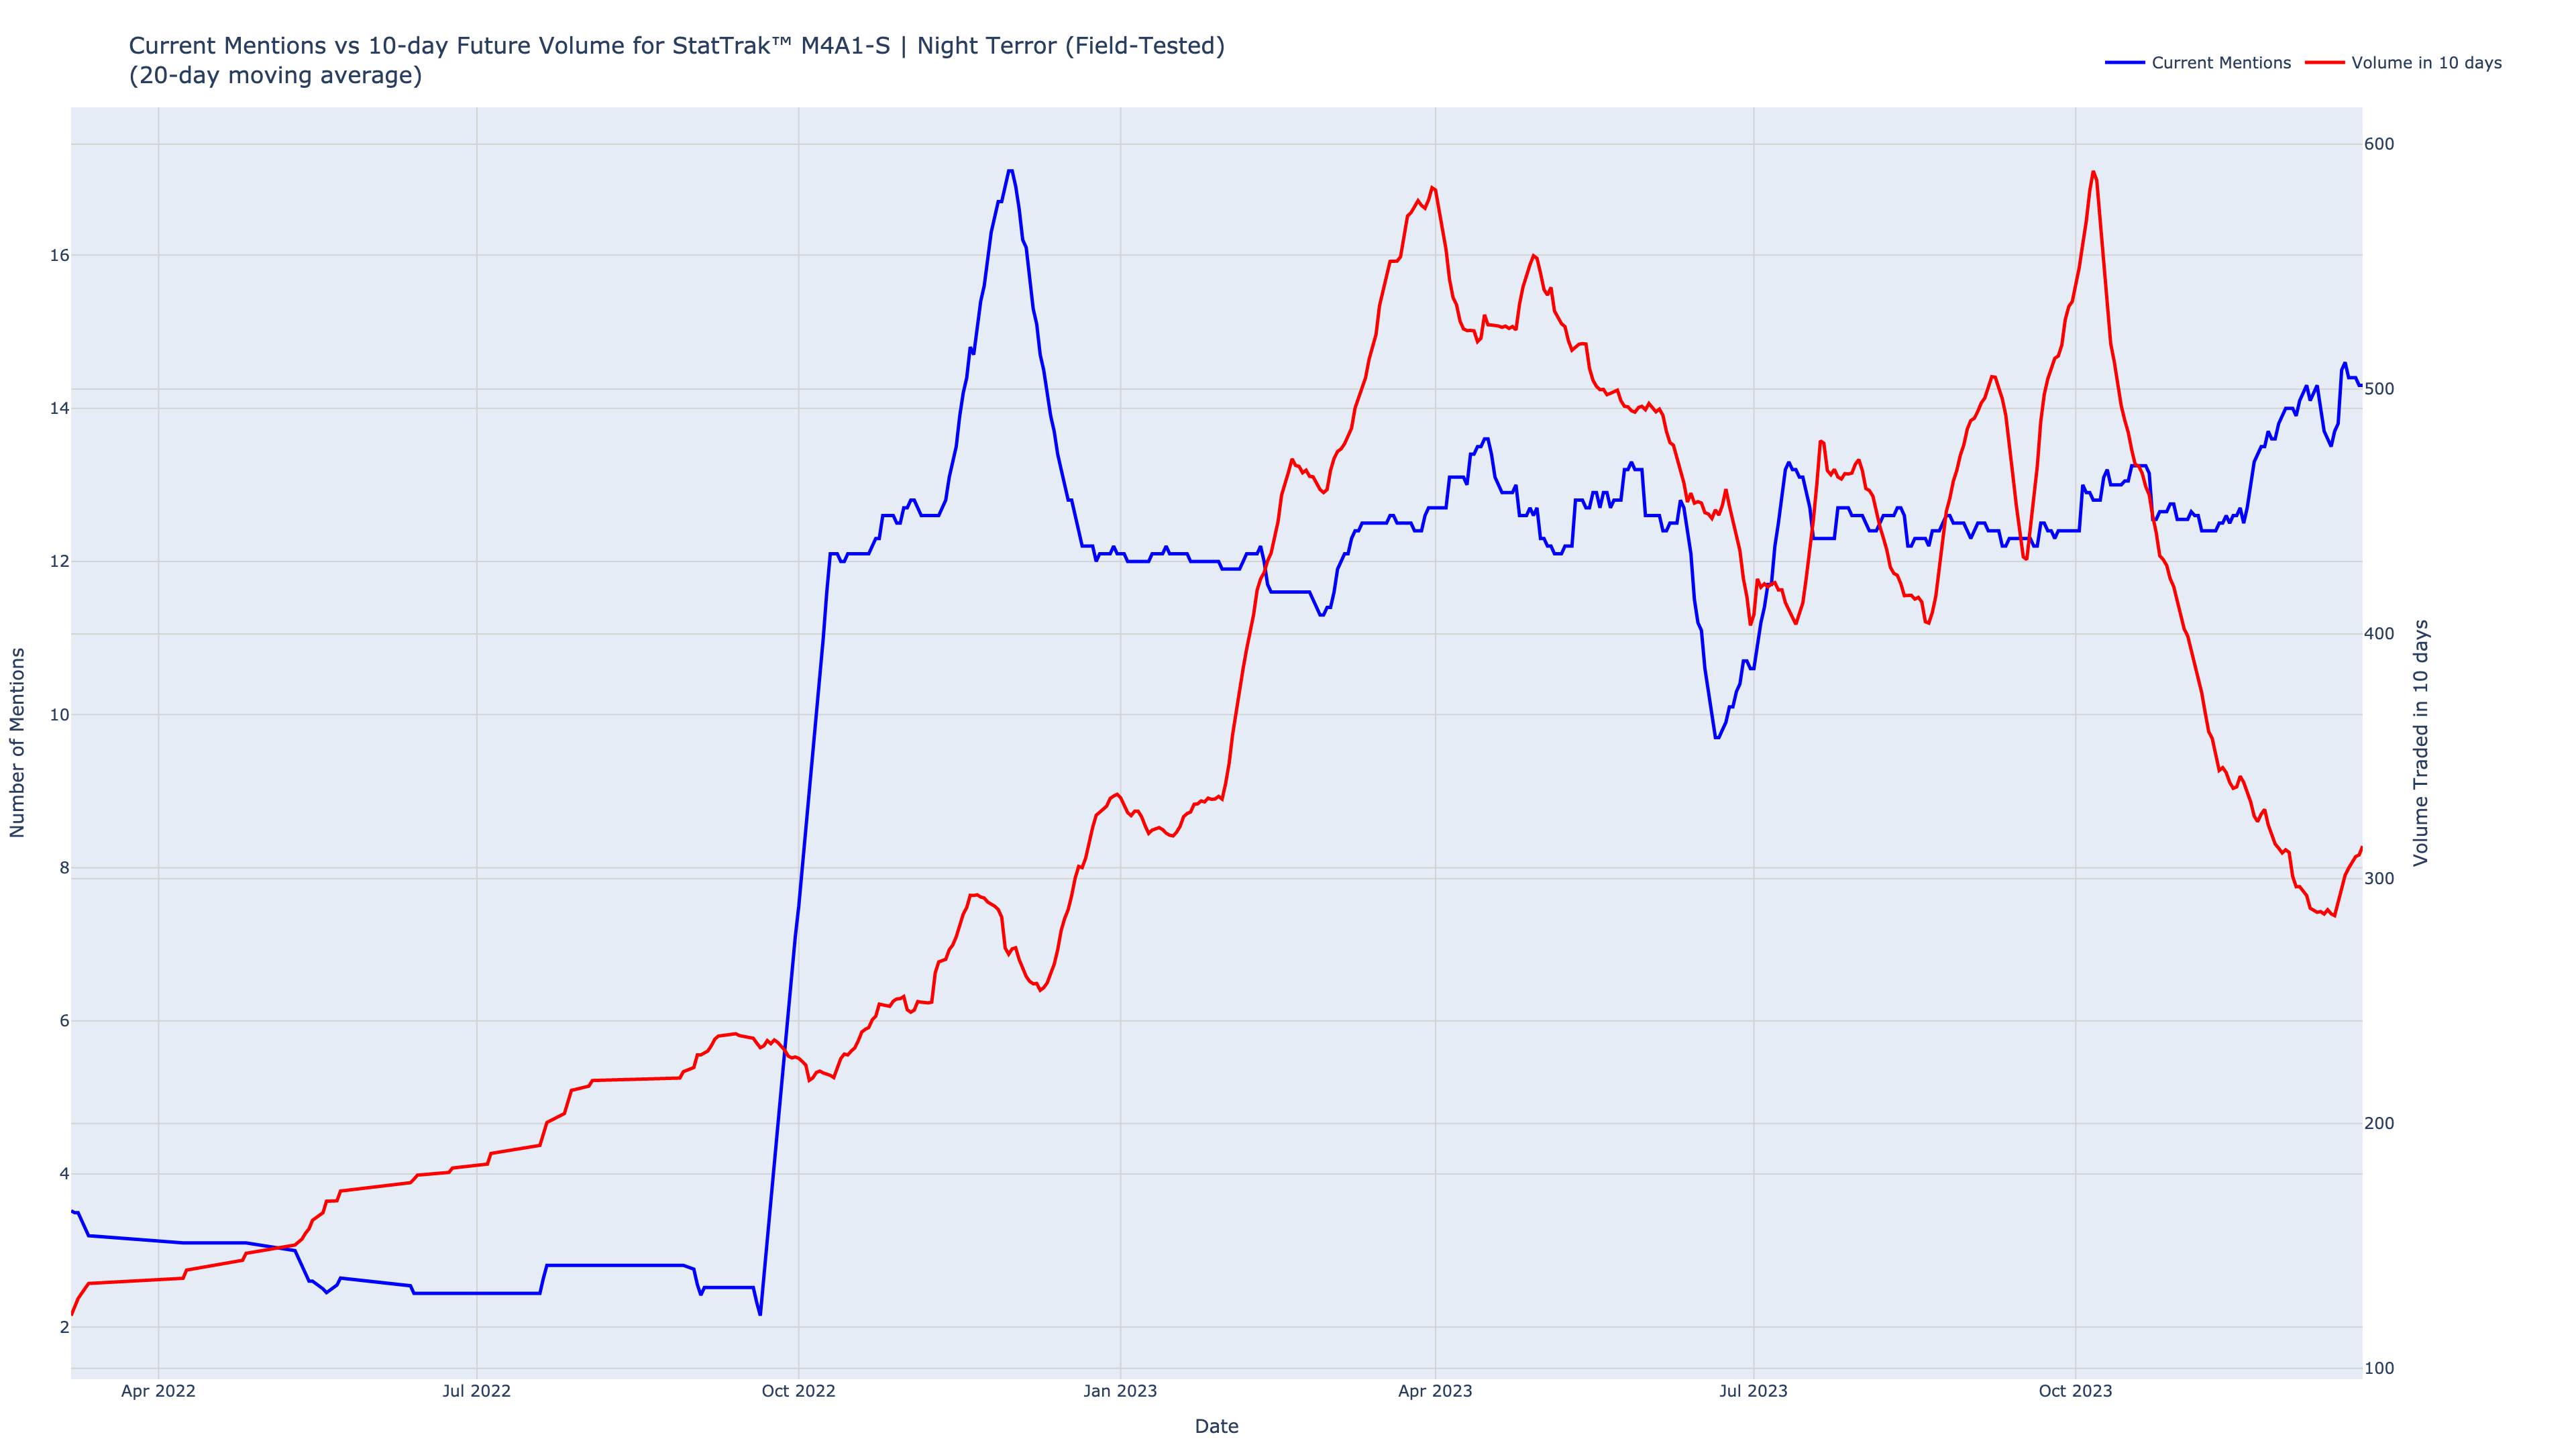 Current Mentions vs 10-day Future Volume for StatTrak™ M4A1-S | Night Terror (Field-Tested)
(20-day moving average)
Current Mentions
Volume in 10 days
Number of Mentions
16
14
12
10
8
6
4
2
600
500
400
300
200
100
Volume Traded in 10 days
Apr 2022
Jul 2022
Oct 2022
Jan 2023
Apr 2023
Jul 2023
Oct 2023
Date